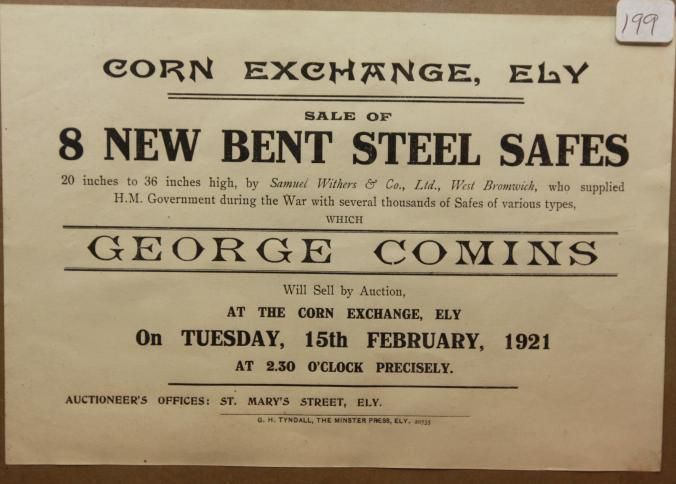 199
CORN EXCHANGE, ELY
SALE OF
8 NEW BENT STEEL SAFES
20 inches to 36 inches high, by Samuel Withers & Co., Ltd., West Bromwich, who supplied
H.M. Government during the War with several thousands of Safes of various types,
WHICH
GEORGE COMINS
Will Sell by Auction,
AT THE CORN EXCHANGE, ELY
On TUESDAY, 15th FEBRUARY, 1921
AT 2.30 O'CLOCK PRECISELY.
AUCTIONEER'S OFFICES: ST. MARY'S STREET, ELY.
G. H. TYNDALL, THE MINSTER PRESS, ELY. 20735